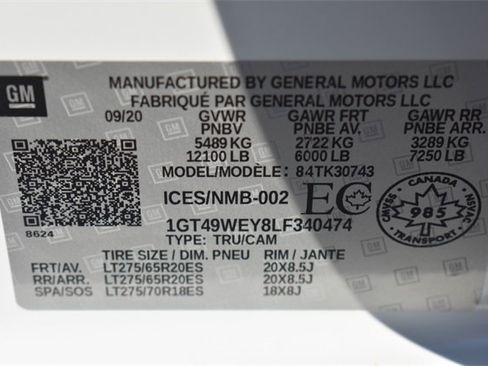 GM
MANUFACTURED BY GENERAL MOTORS LLC
FABRIQUÉ PAR GENERAL MOTORS LLC
09/20 GVWR GAWR FRT GAWR RR
PNBV PNBE AV. PNBE ARR.
5489 KG 2722 KG 3289 KG
12100 LB 6000 LB 7250 LB
MODEL/MODÈLE: 84TK30743
ICES/NMB-002 EC
CANADA
985
1GT49WEY8LF340474
8624
TYPE: TRU/CAM
TIRE SIZE / DIM. PNEU RIM / JANTE
FRT/AV. LT275/65R20ES 20X8.5J
RR/ARR. LT275/65R20ES 20X8.5J
SPA/SOS LT275/70R18ES 18X8J